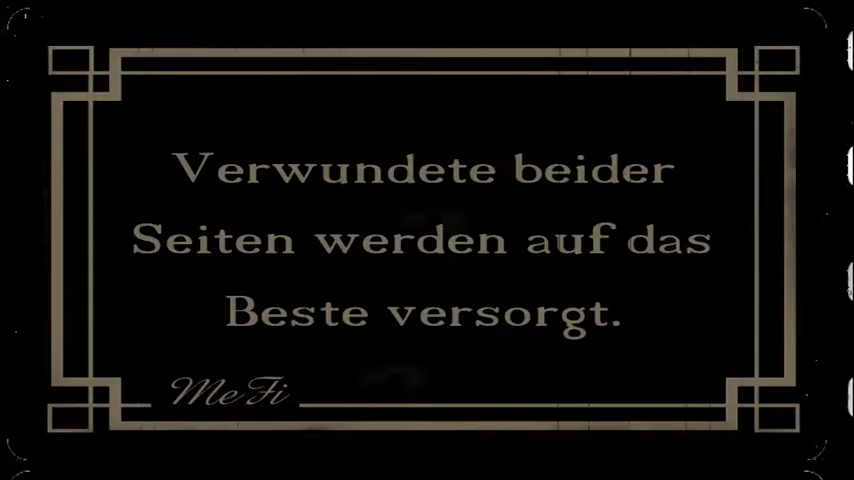 Verwundete beider
Seiten werden auf das
Beste versorgt.
MeFi